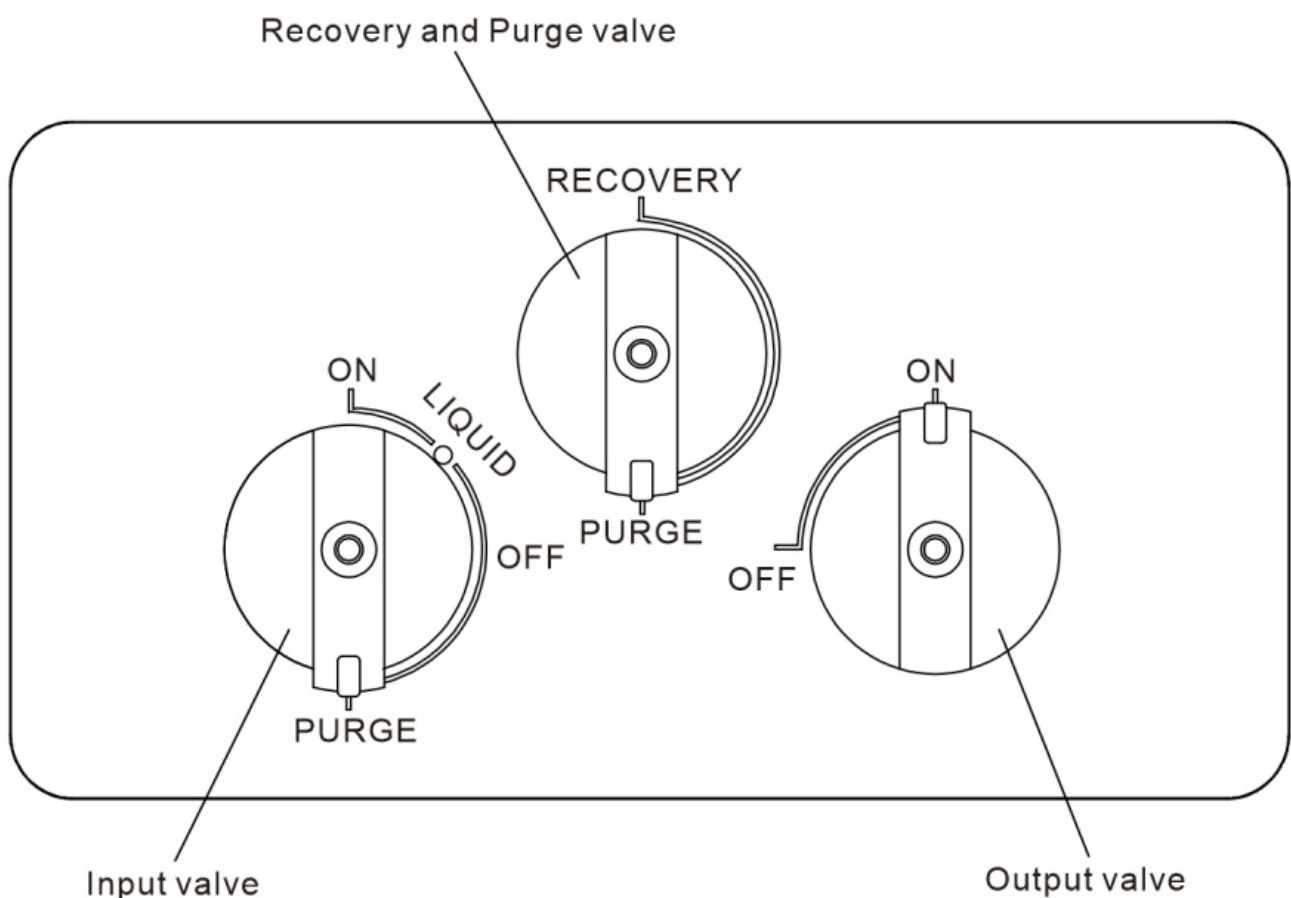 Recovery and Purge valve
RECOVERY
ON
LIQUID
OFF
PURGE
PURGE
ON
OFF
Input valve
Output valve